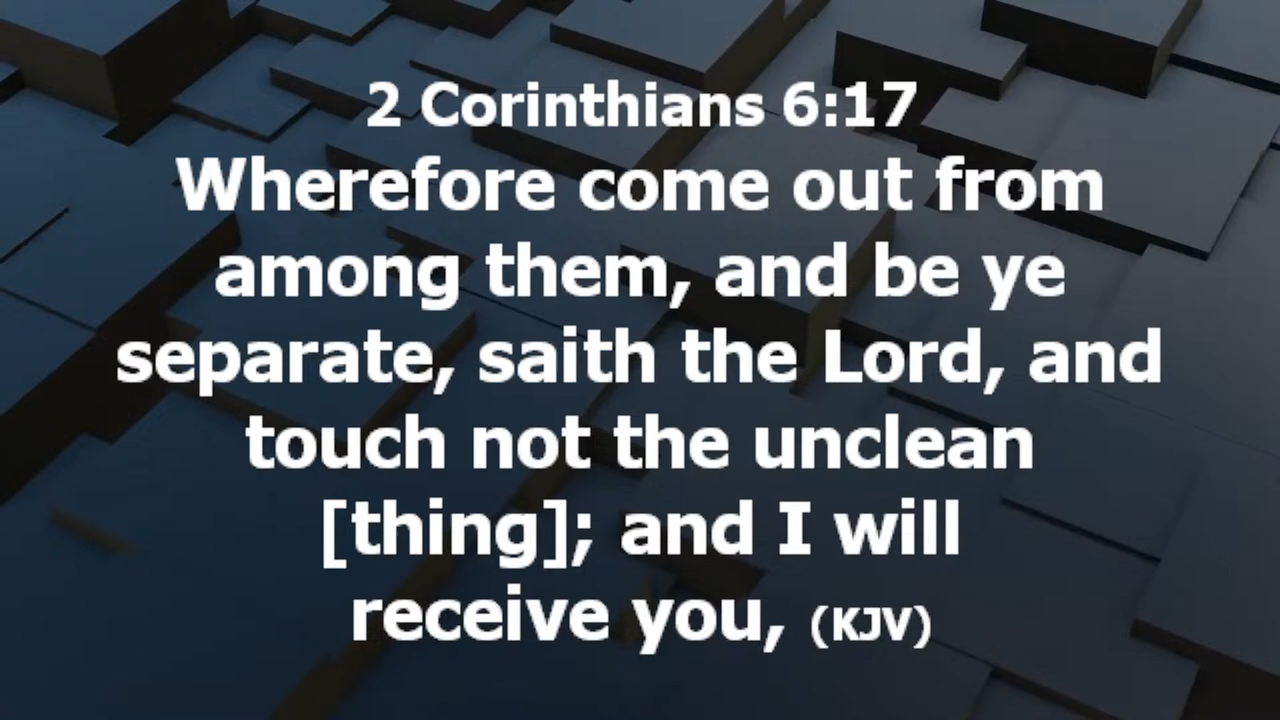 2 Corinthians 6:17
Wherefore come out from
among them, and be ye
separate, saith the Lord, and
touch not the unclean
[thing]; and I will
receive you, (KJV)